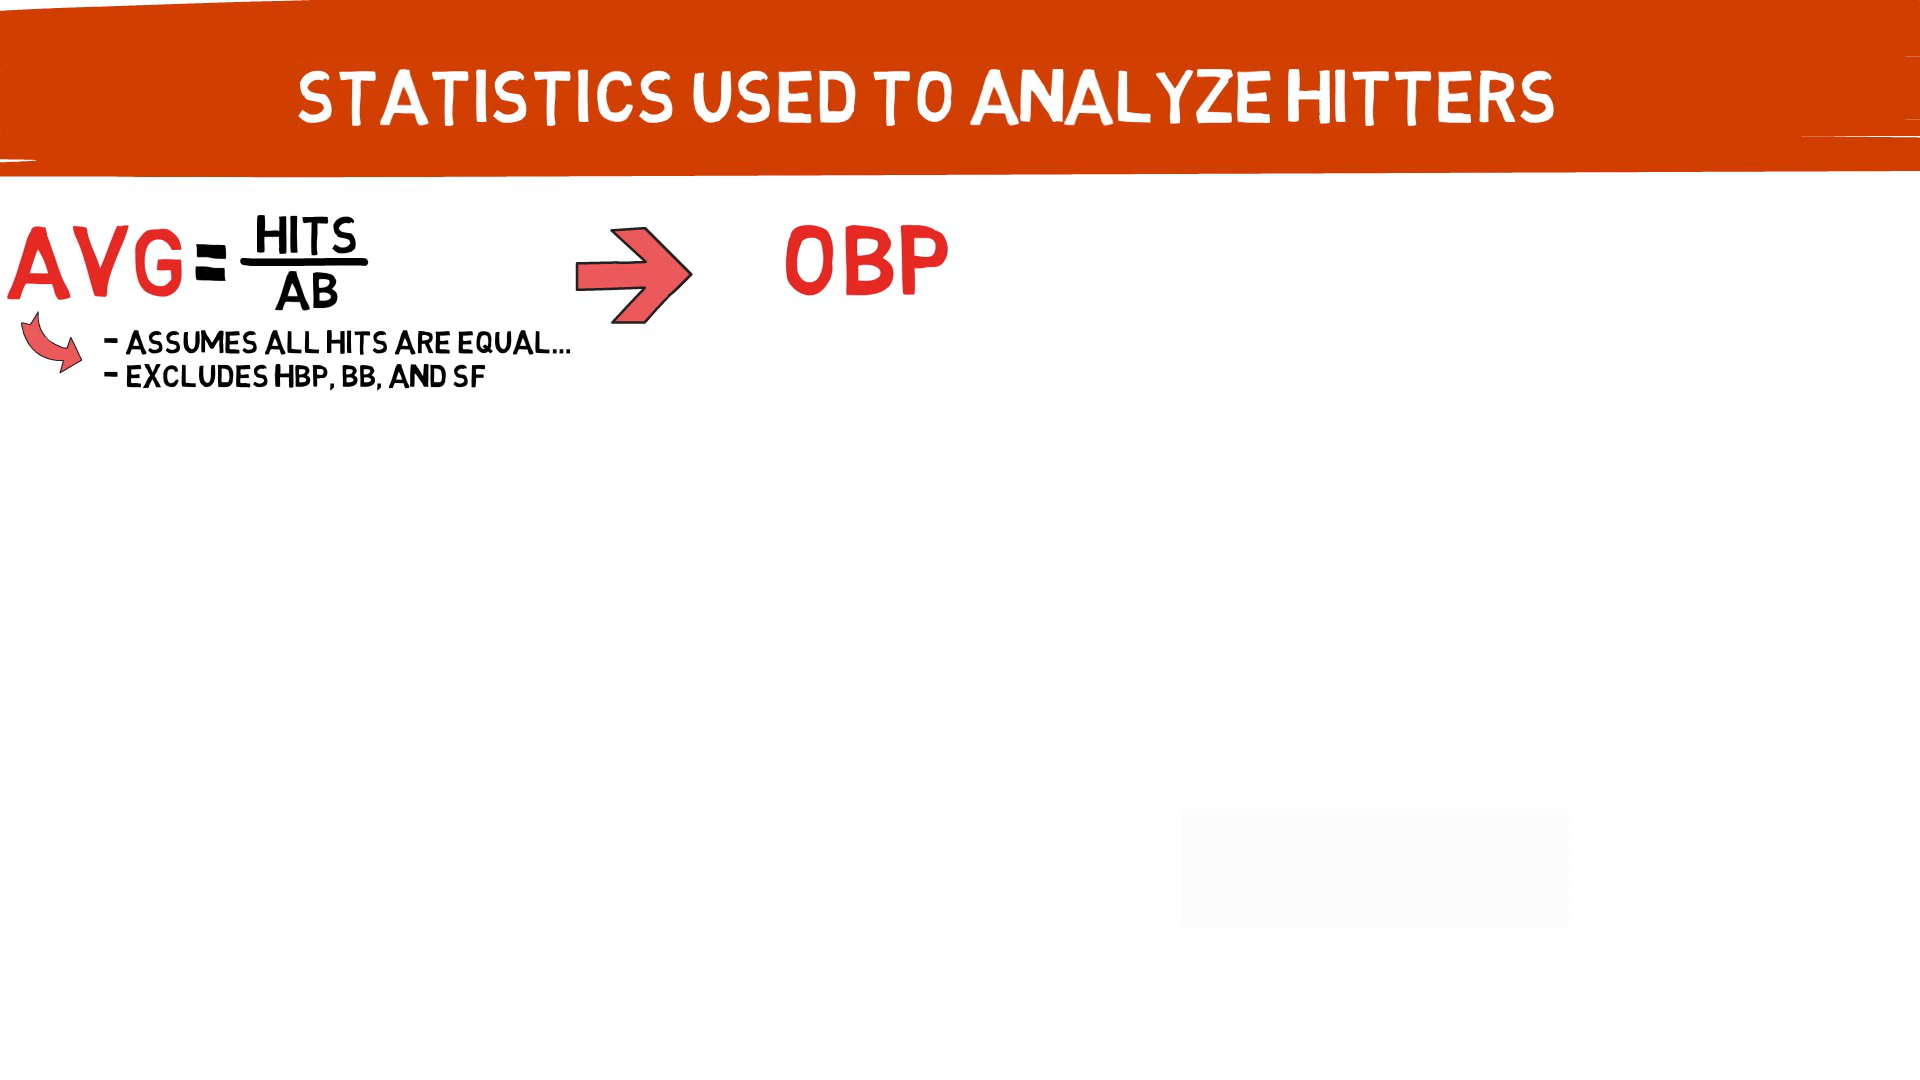 STATISTICS USED TO ANALYZE HITTERS
AVG = HITS
AB
OBP
- ASSUMES ALL HITS ARE EQUAL...
- EXCLUDES HBP, BB, AND SF